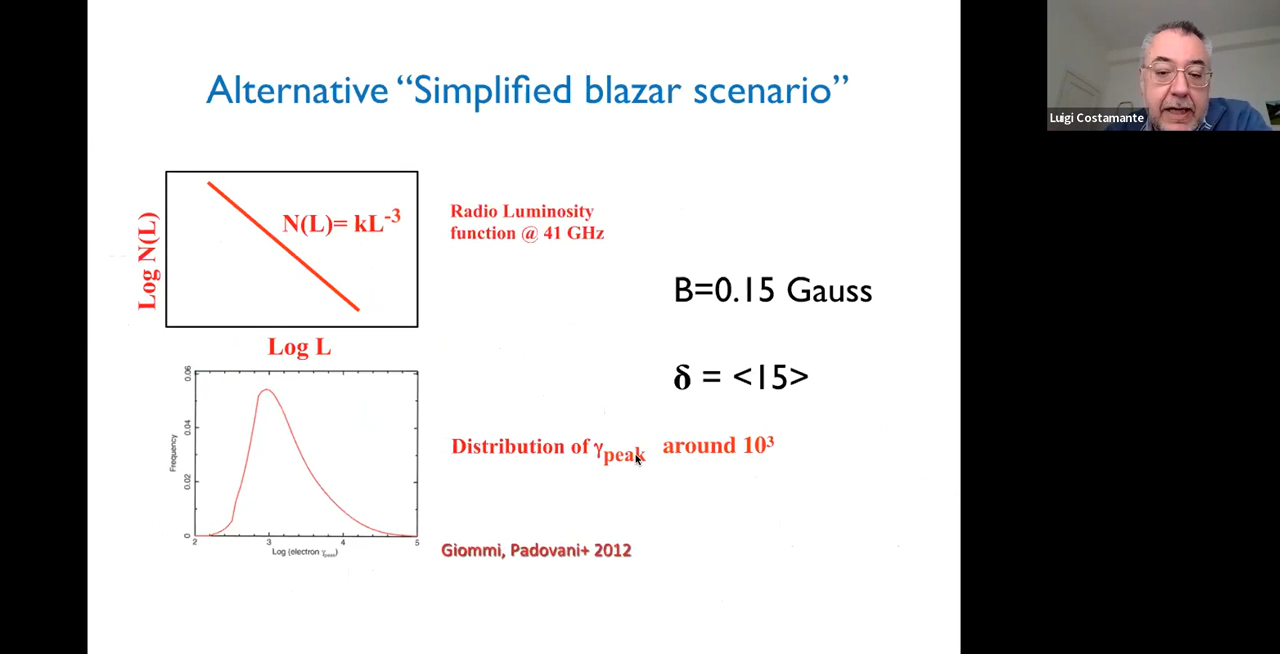 Alternative “Simplified blazar scenario”
Luigi Costamante
Log N(L)
N(L)= kL-3
Log L
Radio Luminosity
function @ 41 GHz
B=0.15 Gauss
δ = <15>
Frequency
0 0.02 0.04 0.06
2 3 4 5
Log (electron γpeak)
Distribution of γpeak around 10³
Giommi, Padovani+ 2012